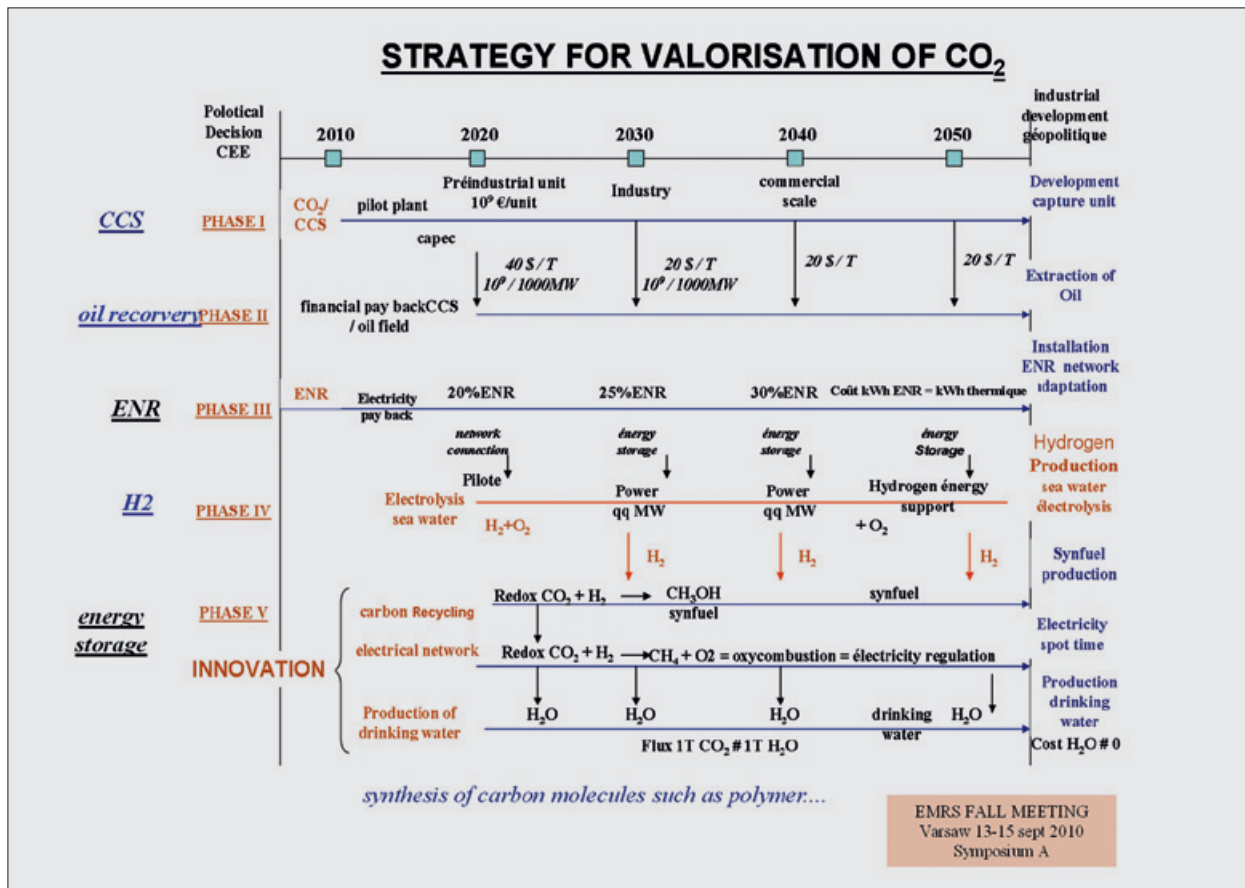 STRATEGY FOR VALORISATION OF CO₂
Polotical
Decision
CEE
2010
2020
2030
2040
2050
industrial
development
géopolitique
CCS
PHASE I
CO₂/
CCS
pilot plant
Préindustrial unit
10⁹ €/unit
Industry
commercial
scale
Development
capture unit
capec
40 $ / T
10⁹ / 1000MW
20 $ / T
10⁹ / 1000MW
20 $ / T
20 $ / T
Extraction of
Oil
oil recorvery
PHASE II
financial pay backCCS
/ oil field
Installation
ENR network
adaptation
ENR
PHASE III
ENR
Electricity
pay back
20%ENR
25%ENR
30%ENR
Coût kWh ENR = kWh thermique
network
connection
énergy
storage
énergy
storage
énergy
Storage
Hydrogen
Production
sea water
électrolysis
H2
PHASE IV
Electrolysis
sea water
Pilote
H₂+O₂
Power
qq MW
Power
qq MW
Hydrogen énergy
support
+ O₂
H₂
H₂
H₂
Synfuel
production
energy
storage
PHASE V
INNOVATION
carbon Recycling
Redox CO₂ + H₂
CH₃OH
synfuel
synfuel
Electricity
spot time
electrical network
Redox CO₂ + H₂
CH₄ + O2 = oxycombustion = électricity regulation
Production of
drinking water
H₂O
H₂O
H₂O
drinking
water
H₂O
Production
drinking
water
Flux 1T CO₂ # 1T H₂O
Cost H₂O # 0
synthesis of carbon molecules such as polymer....
EMRS FALL MEETING
Varsaw 13-15 sept 2010
Symposium A